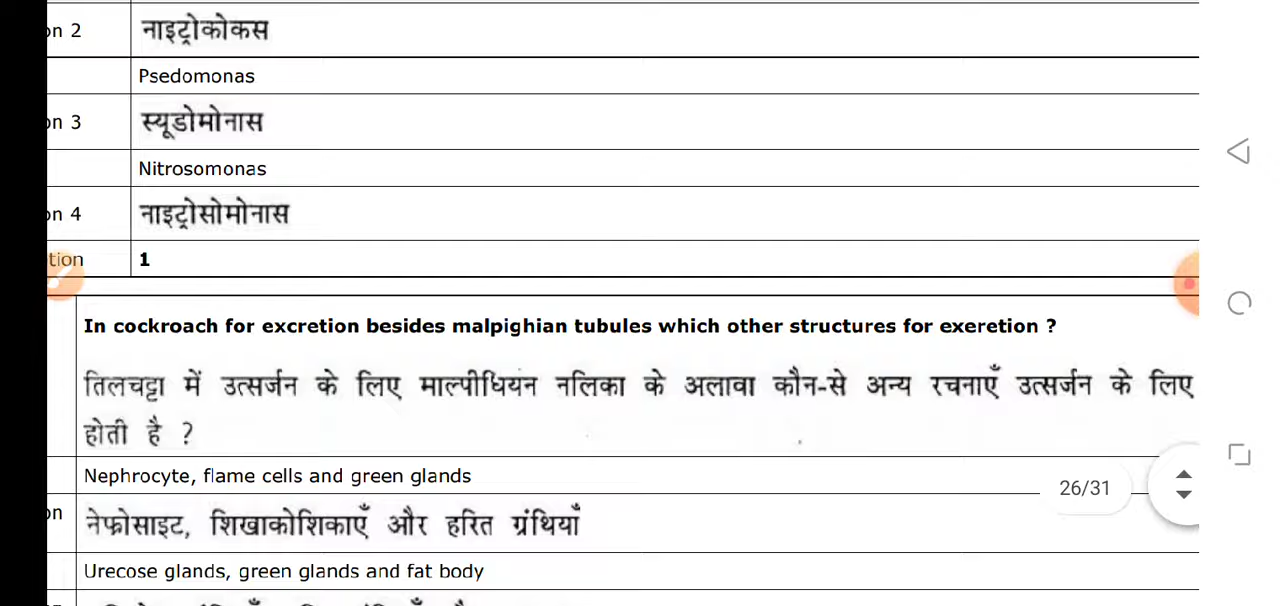 on 2
नाइट्रोकोकस
Psedomonas
on 3
स्यूडोमोनास
Nitrosomonas
on 4
नाइट्रोसोमोनास
tion
1
In cockroach for excretion besides malpighian tubules which other structures for exeretion ?
तिलचट्टा में उत्सर्जन के लिए माल्पीधियन नलिका के अलावा कौन-से अन्य रचनाएँ उत्सर्जन के लिए
होती है ?
Nephrocyte, flame cells and green glands
26/31
on
नेफ्रोसाइट, शिखाकोशिकाएँ और हरित ग्रंथियाँ
Urecose glands, green glands and fat body